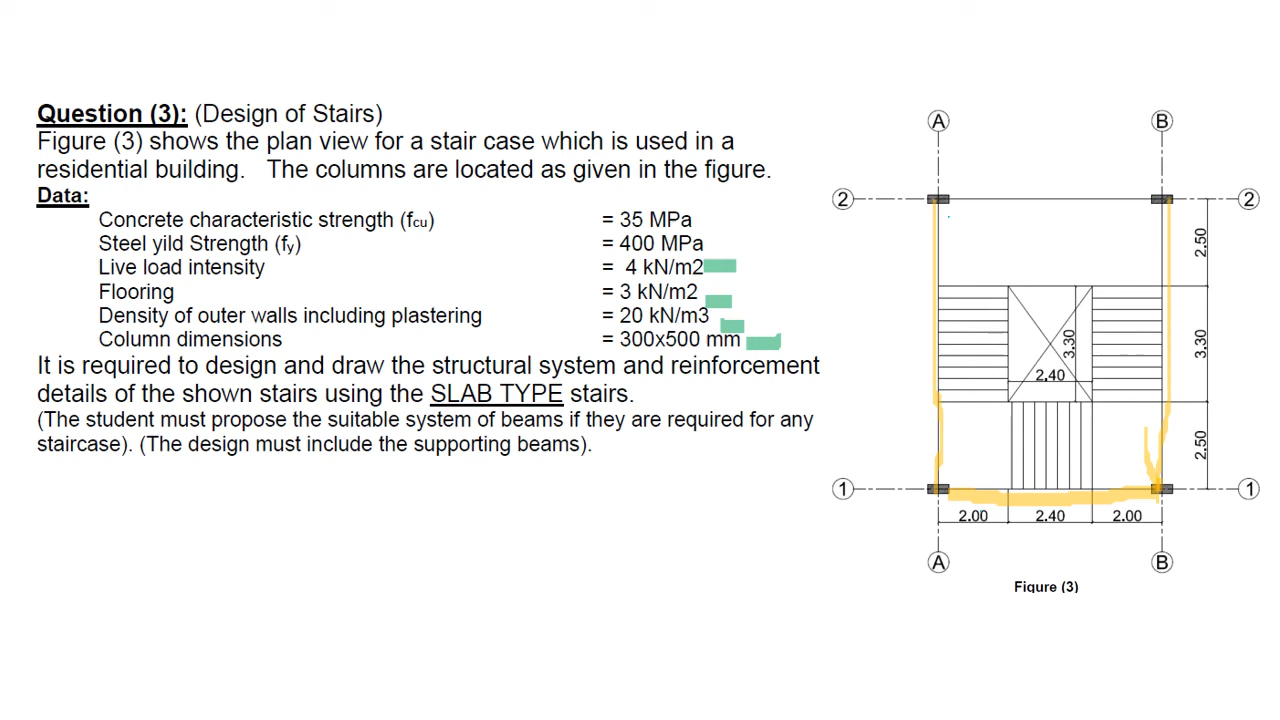 Question (3): (Design of Stairs)
Figure (3) shows the plan view for a stair case which is used in a
residential building. The columns are located as given in the figure.
Data:
Concrete characteristic strength (fcu) = 35 MPa
Steel yild Strength (fy) = 400 MPa
Live load intensity = 4 kN/m2
Flooring = 3 kN/m2
Density of outer walls including plastering = 20 kN/m3
Column dimensions = 300x500 mm
It is required to design and draw the structural system and reinforcement
details of the shown stairs using the SLAB TYPE stairs.
(The student must propose the suitable system of beams if they are required for any
staircase). (The design must include the supporting beams).
A B
2 2
2.50
3.30 3.30
2.40
2.50
1 1
2.00 2.40 2.00
A B
Figure (3)